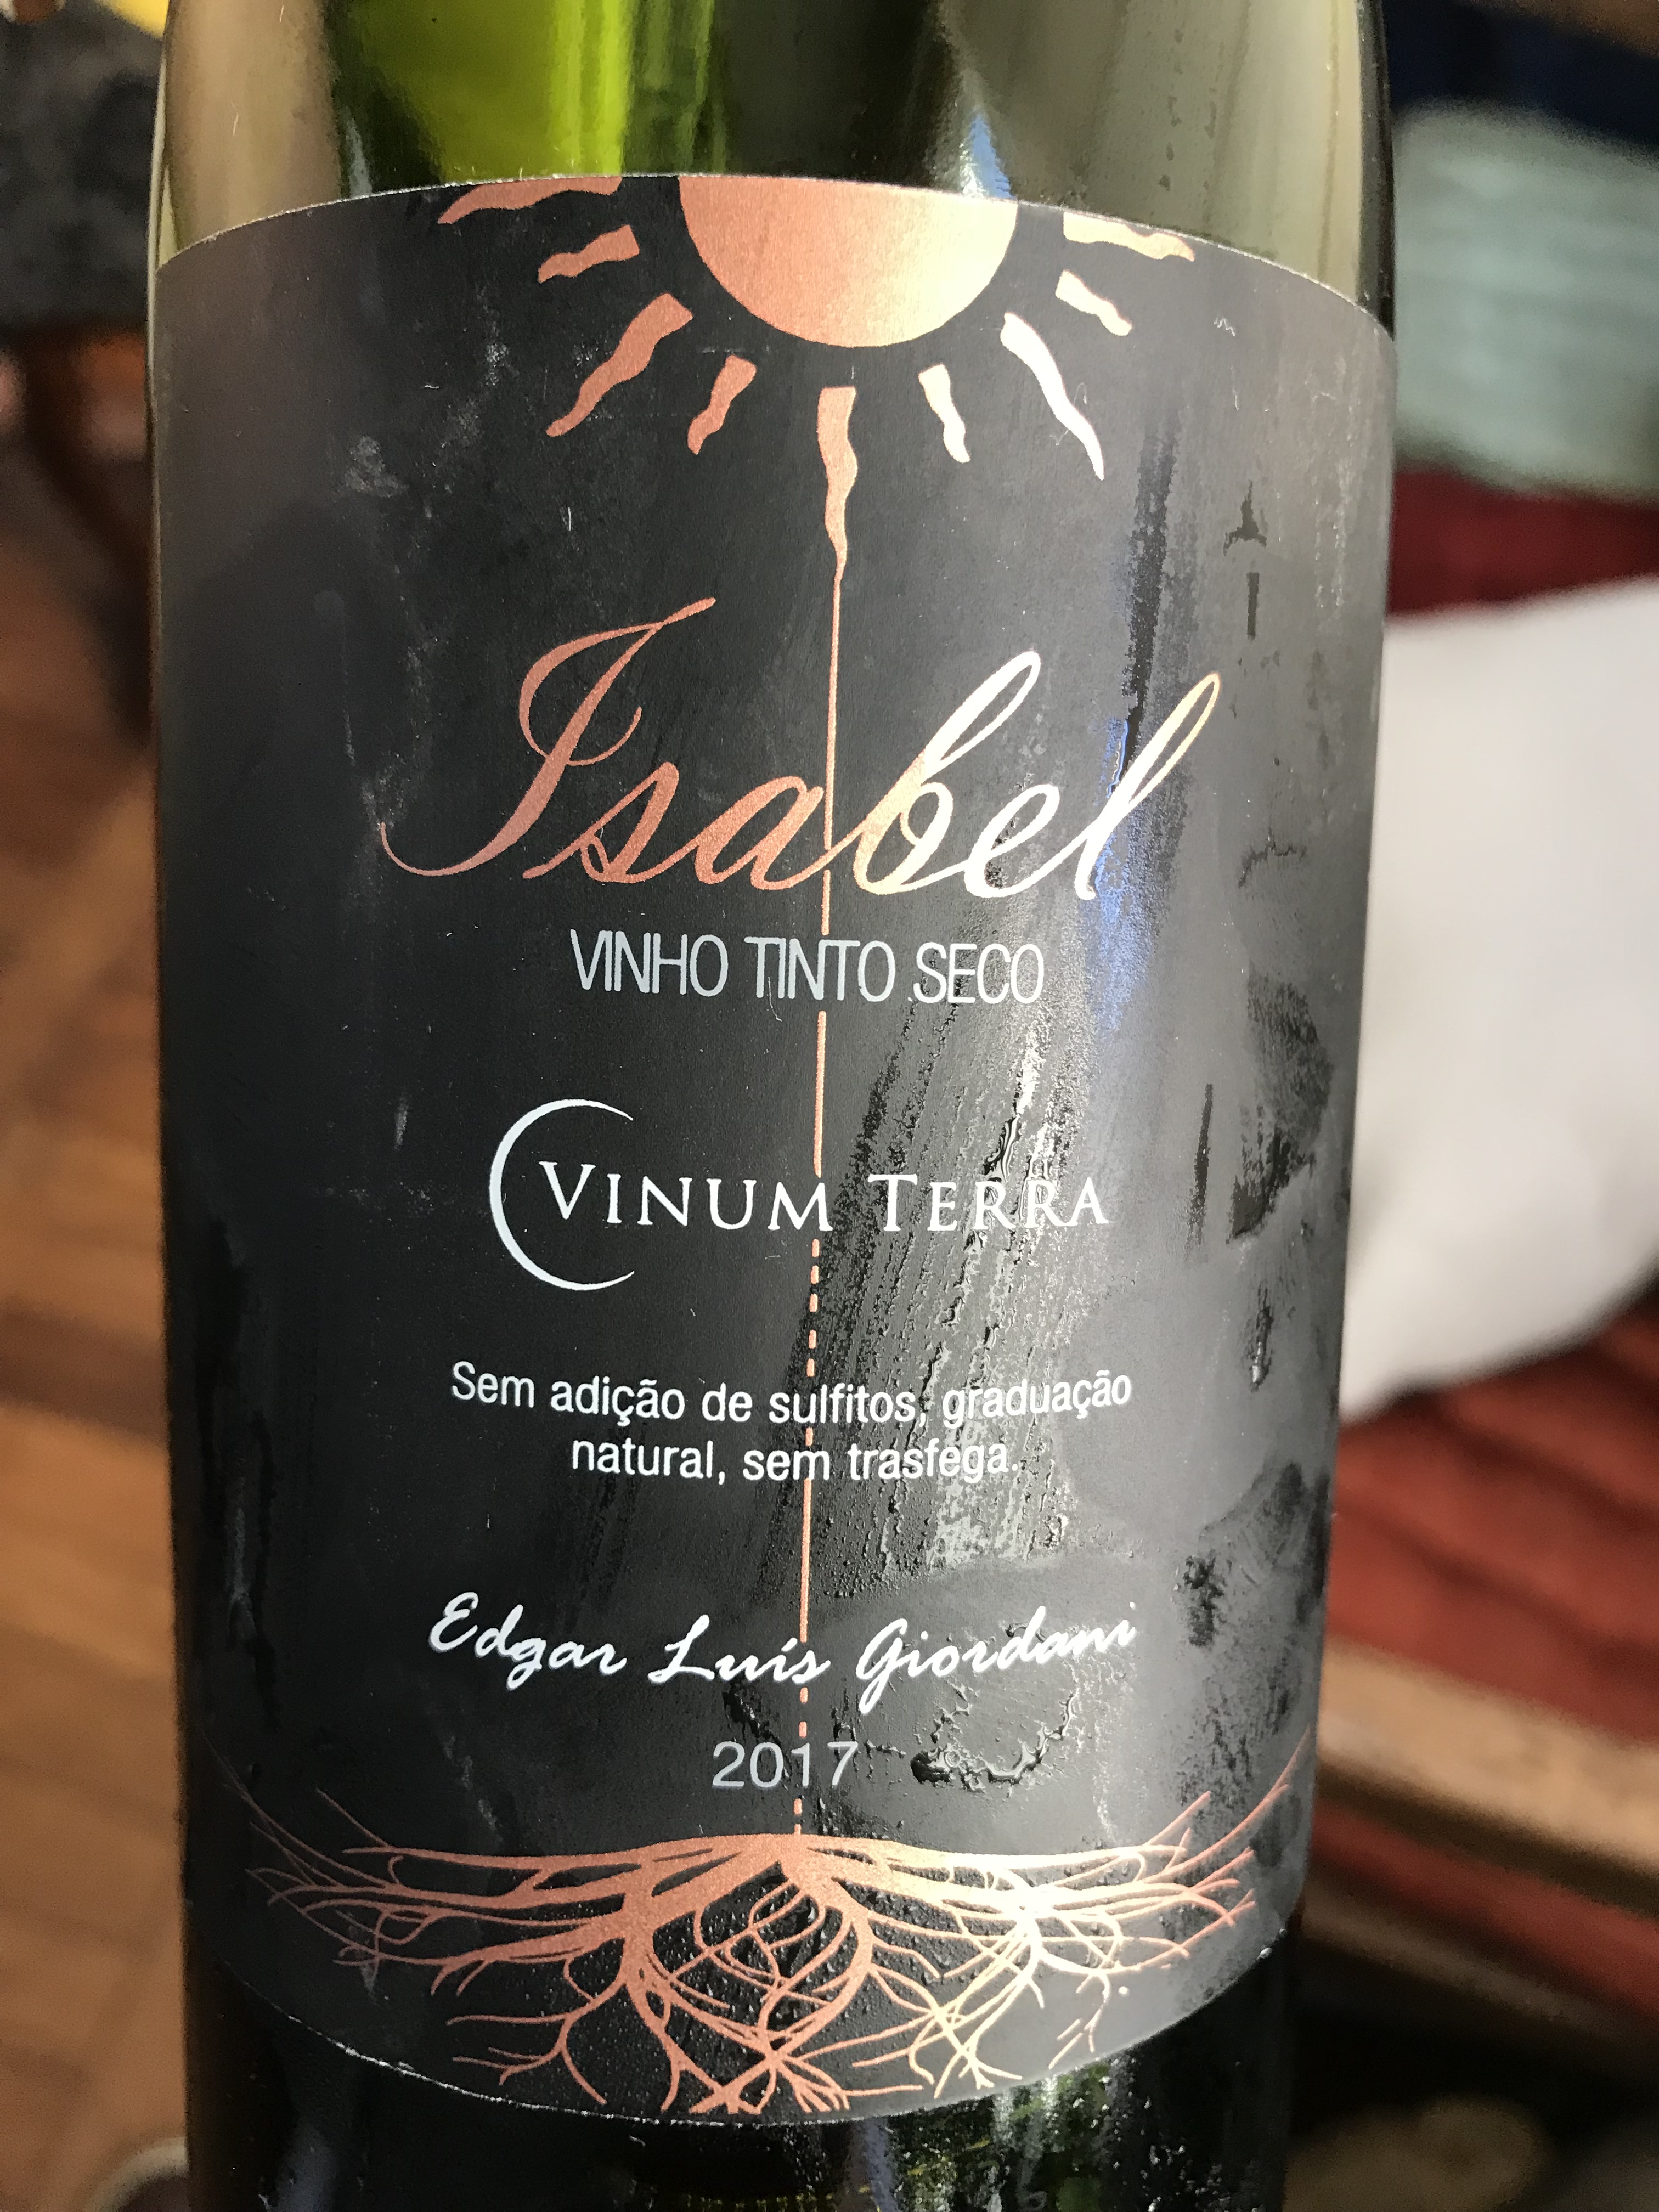 Isabel
VINHO TINTO SECO
VINUM TERRA
Sem adição de sulfitos, graduação
natural, sem trasfega.
Edgar Luís Giordani
2017